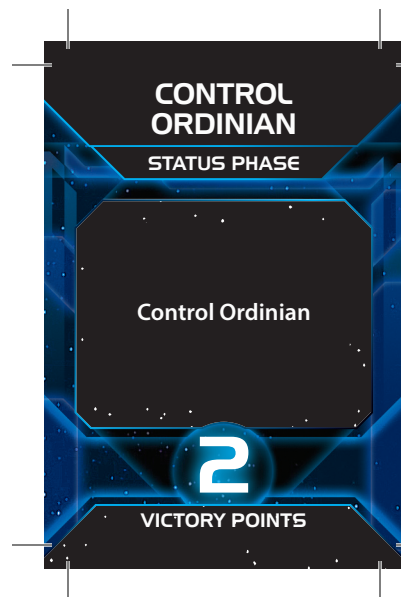 CONTROL
ORDINIAN
STATUS PHASE
Control Ordinian
2
VICTORY POINTS